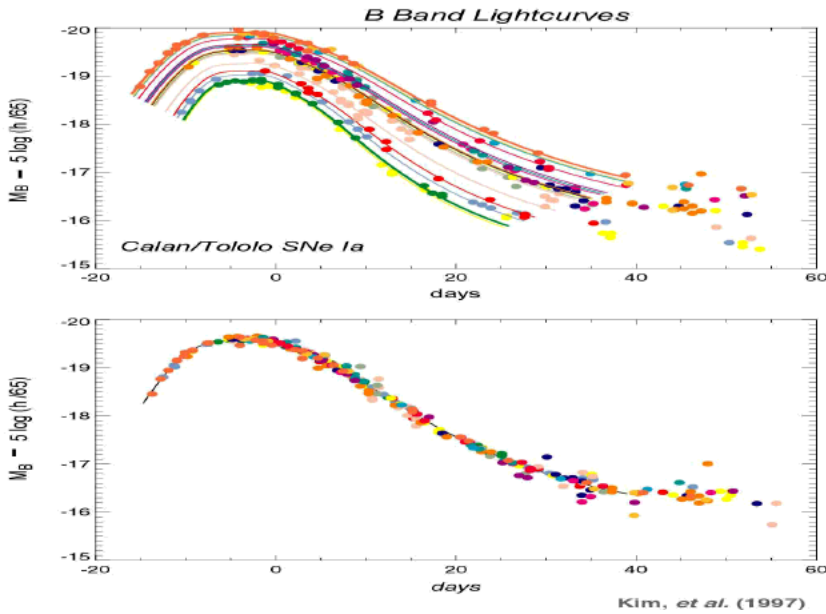 B Band Lightcurves
-20
-19
-18
-17
-16
-15
M_B – 5 log (h/65)
Calan/Tololo SNe Ia
-20 0 20 40 60
days
-20
-19
-18
-17
-16
-15
M_B – 5 log (h/65)
-20 0 20 40 60
days
Kim, et al. (1997)